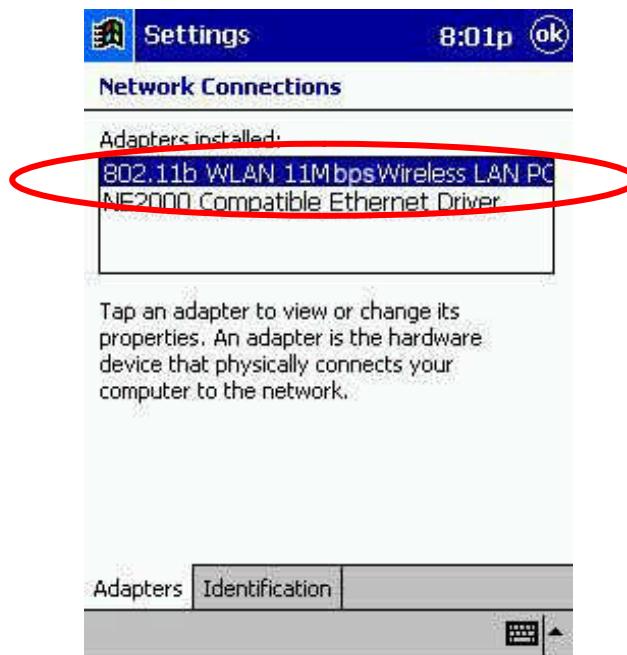 Settings 8:01p ok
Network Connections
Adapters installed:
802.11b WLAN 11MbpsWireless LAN PC
NE2000 Compatible Ethernet Driver
Tap an adapter to view or change its
properties. An adapter is the hardware
device that physically connects your
computer to the network.
Adapters Identification